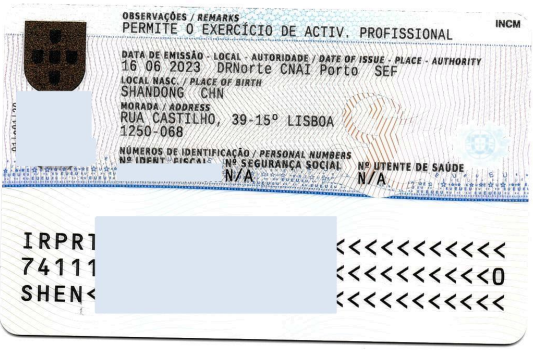 OBSERVAÇÕES / REMARKS
INCM
PERMITE O EXERCÍCIO DE ACTIV. PROFISSIONAL
DATA DE EMISSÃO - LOCAL - AUTORIDADE / DATE OF ISSUE - PLACE - AUTHORITY
16 06 2023 DRNorte CNAI Porto SEF
LOCAL NASC. / PLACE OF BIRTH
SHANDONG CHN
MORADA / ADDRESS
RUA CASTILHO, 39-15º LISBOA
1250-068
NÚMEROS DE IDENTIFICAÇÃO / PERSONAL NUMBERS
Nº IDENT. FISCAL Nº SEGURANÇA SOCIAL Nº UTENTE DE SAÚDE
N/A N/A
IRPRT <<<<<<<<<<<
74111 <<<<<<<<<<0
SHEN< <<<<<<<<<<<